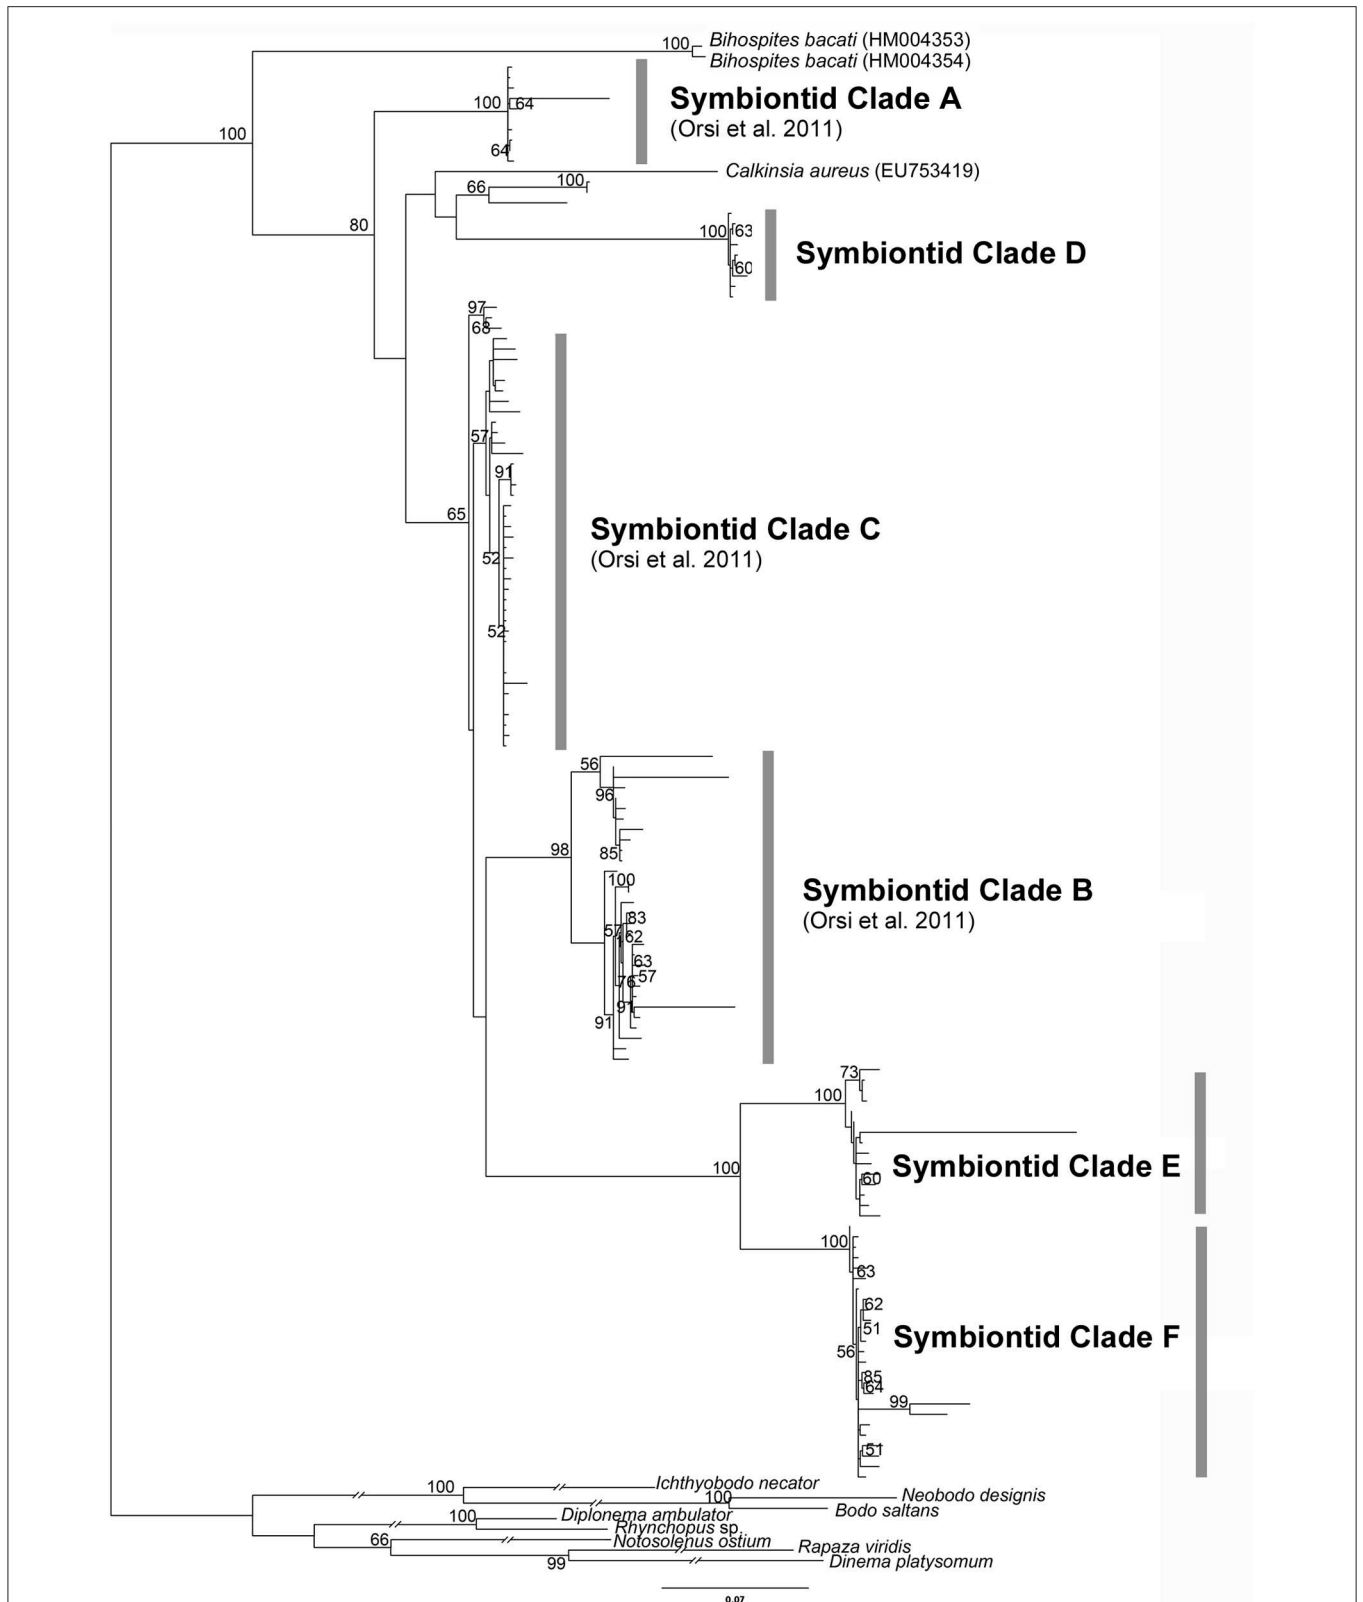 100
Bihospites bacati (HM004353)
Bihospites bacati (HM004354)
100
64
64
Symbiontid Clade A
(Orsi et al. 2011)
100
Calkinsia aureus (EU753419)
100
66
80
100
63
60
Symbiontid Clade D
97
68
57
91
65
52
52
Symbiontid Clade C
(Orsi et al. 2011)
56
96
98
85
100
83
57
62
63
57
76
91
91
Symbiontid Clade B
(Orsi et al. 2011)
73
100
100
60
Symbiontid Clade E
100
63
62
51
56
85
64
99
51
Symbiontid Clade F
100
Ichthyobodo necator
100
Neobodo designis
Bodo saltans
100
Diplonema ambulator
Rhynchopus sp.
66
Notosolenus ostium
Rapaza viridis
99
Dinema platysomum
0.07